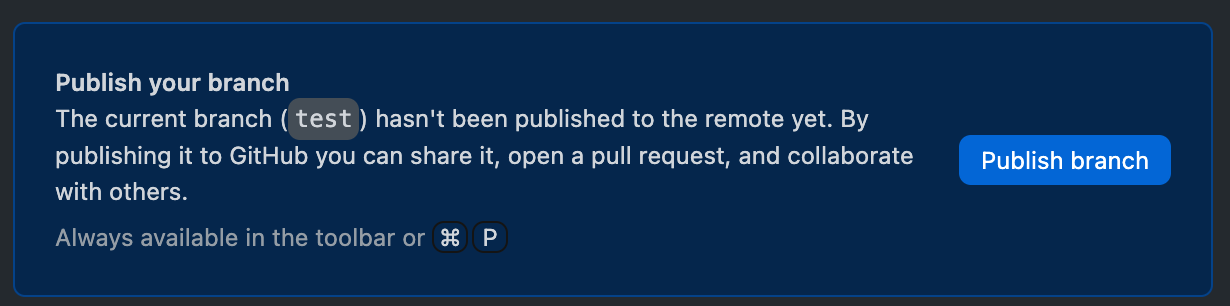 Publish your branch
The current branch (test) hasn't been published to the remote yet. By
publishing it to GitHub you can share it, open a pull request, and collaborate
with others.
Always available in the toolbar or ⌘ P
Publish branch